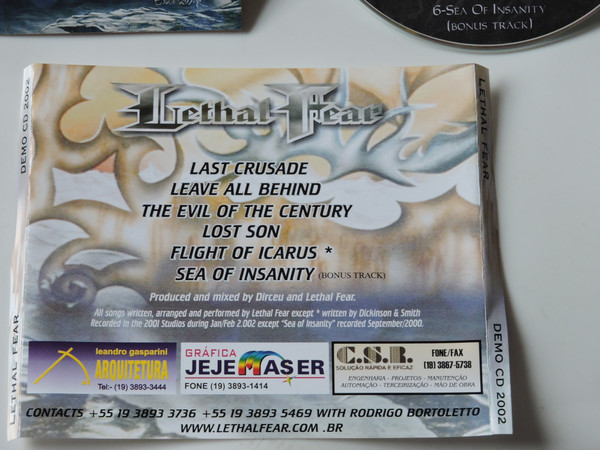 6-Sea Of Insanity
(bonus track)
DEMO CD 2002
LETHAL FEAR
Lethal Fear
LETHAL FEAR
DEMO CD 2002
LAST CRUSADE
LEAVE ALL BEHIND
THE EVIL OF THE CENTURY
LOST SON
FLIGHT OF ICARUS *
SEA OF INSANITY (BONUS TRACK)
Produced and mixed by Dirceu and Lethal Fear.
All songs written, arranged and performed by Lethal Fear except * written by Dickinson & Smith
Recorded in the 2001 Studios during Jan/Feb 2.002 except "Sea of Insanity" recorded September/2000.
leandro gasparini
ARQUITETURA
Tel:- (19) 3893-3444
GRÁFICA
JEJE MASER
FONE (19) 3893-1414
C.S.R.
SOLUÇÃO RÁPIDA E EFICAZ
FONE/FAX
(19) 3867-5738
ENGENHARIA - PROJETOS - MANUTENÇÃO
AUTOMAÇÃO - TERCEIRIZAÇÃO - MÃO DE OBRA
CONTACTS +55 19 3893 3736 +55 19 3893 5469 WITH RODRIGO BORTOLETTO
WWW.LETHALFEAR.COM .BR